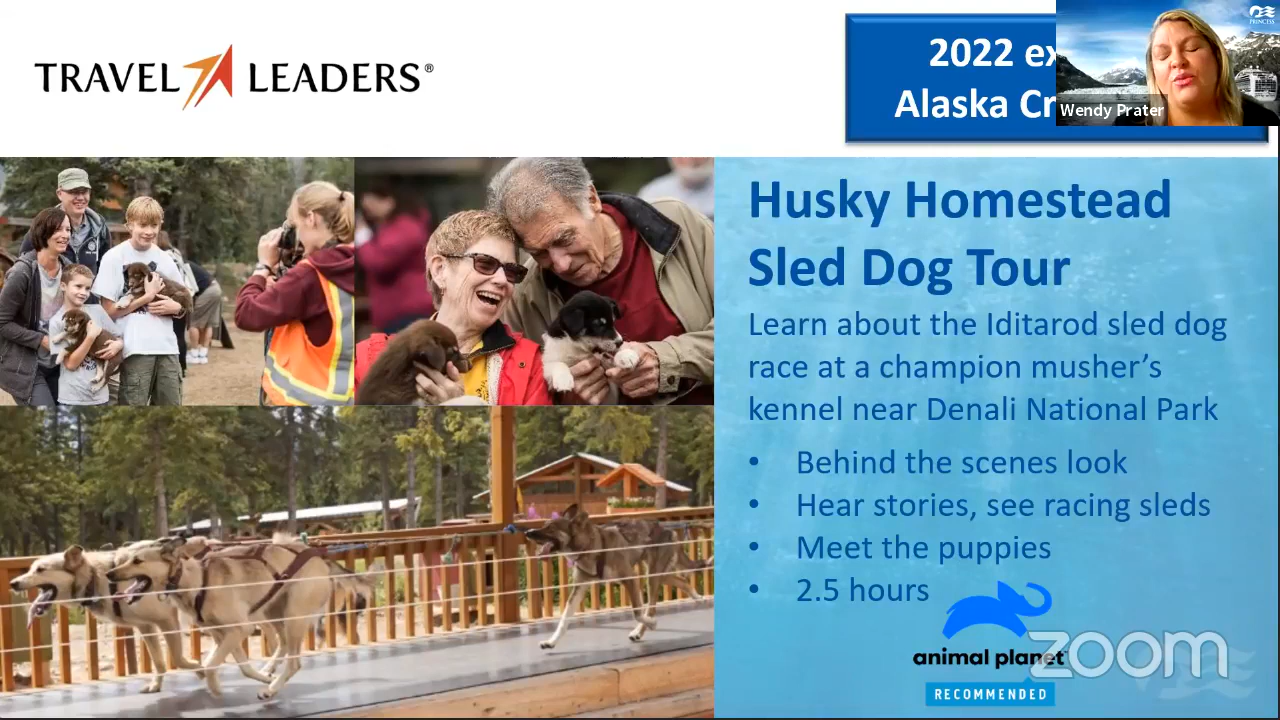 TRAVEL LEADERS®
2022 ex
Alaska Cr
PRINCESS
Wendy Prater
Husky Homestead
Sled Dog Tour
Learn about the Iditarod sled dog
race at a champion musher's
kennel near Denali National Park
• Behind the scenes look
• Hear stories, see racing sleds
• Meet the puppies
• 2.5 hours
animal planet
RECOMMENDED
zoom